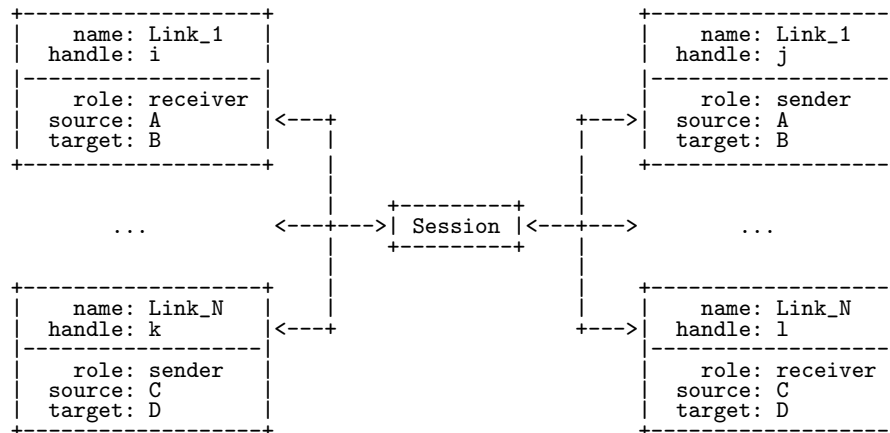 name: Link_1
handle: i
role: receiver
source: A
target: B
name: Link_1
handle: j
role: sender
source: A
target: B
...
Session
...
name: Link_N
handle: k
role: sender
source: C
target: D
name: Link_N
handle: l
role: receiver
source: C
target: D